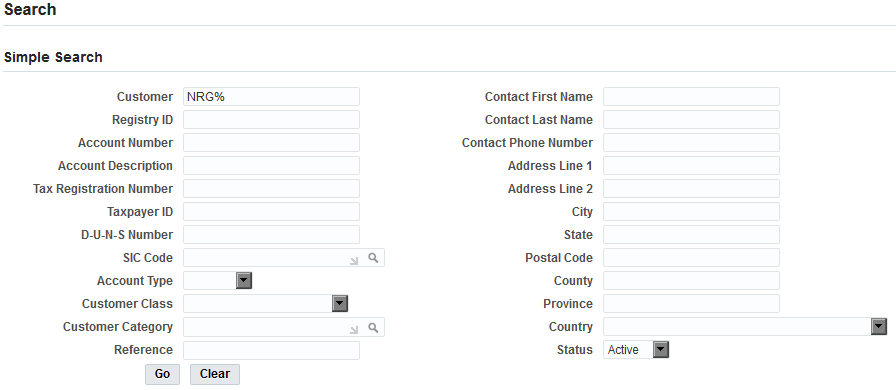 Search
Simple Search
Customer NRG% Contact First Name
Registry ID Contact Last Name
Account Number Contact Phone Number
Account Description Address Line 1
Tax Registration Number Address Line 2
Taxpayer ID City
D-U-N-S Number State
SIC Code Postal Code
Account Type County
Customer Class Province
Customer Category Country
Reference Status Active
Go Clear